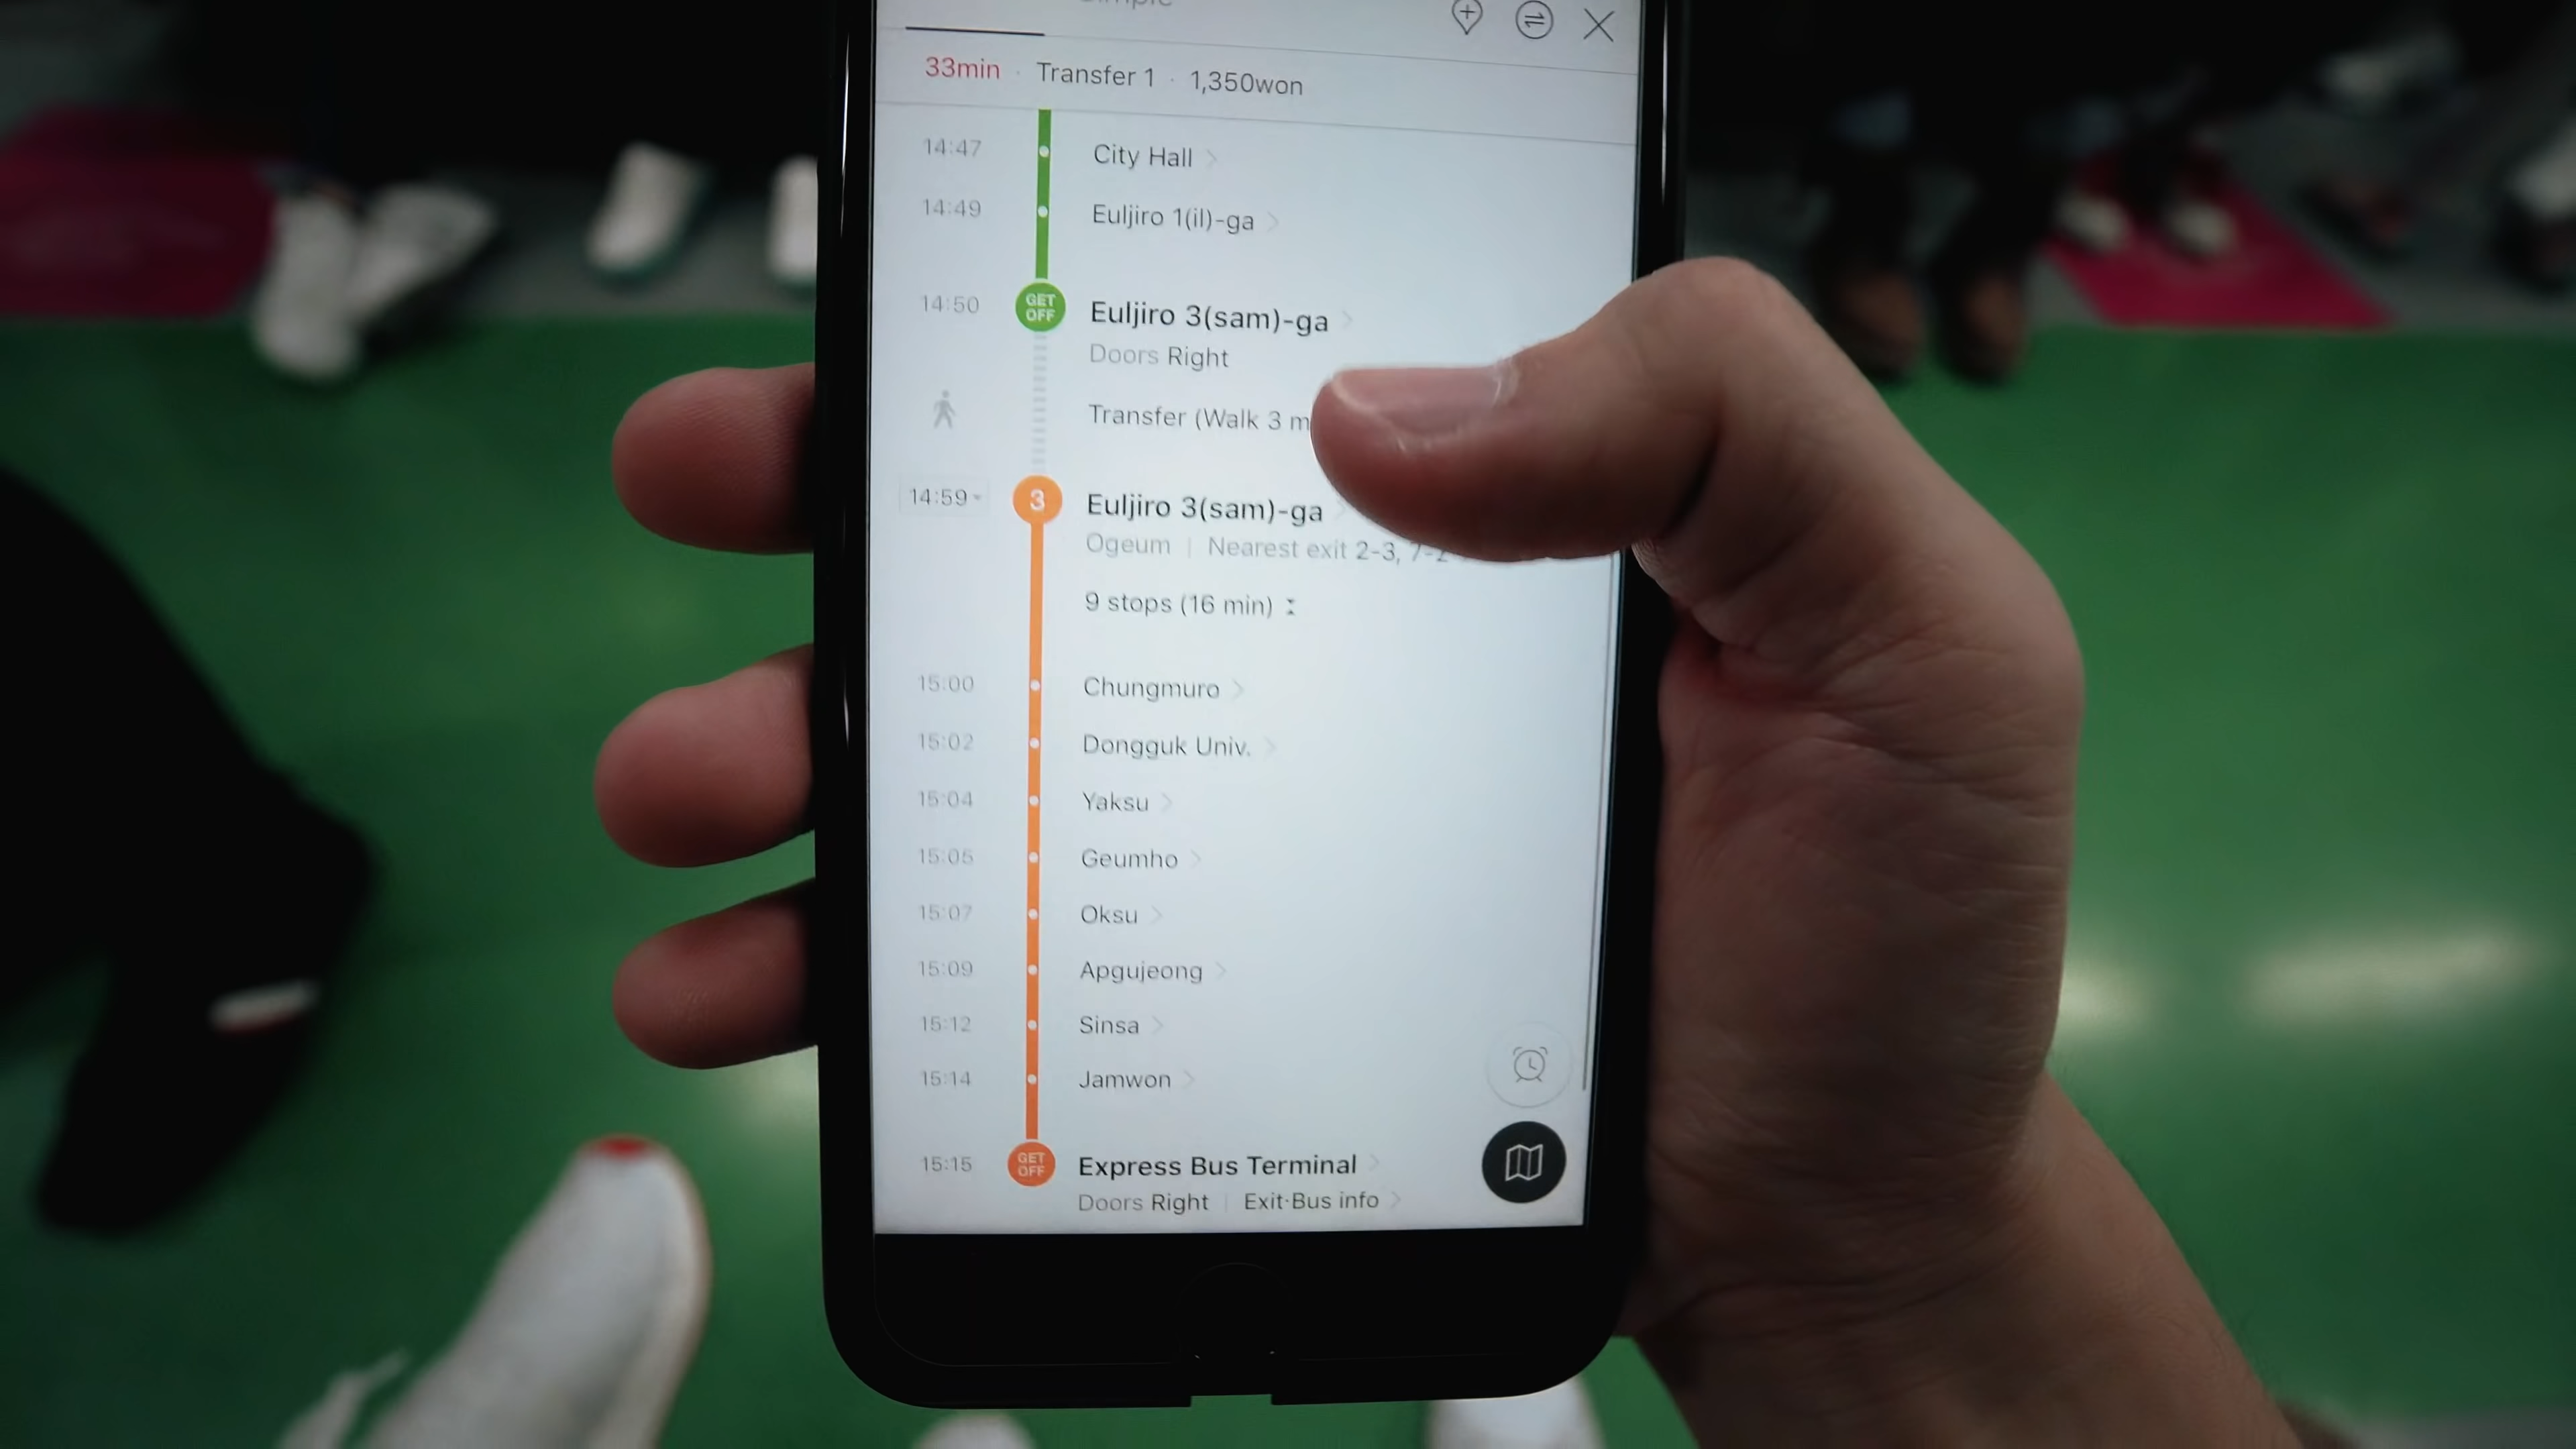 33min · Transfer 1 · 1,350won
14:47 City Hall
14:49 Euljiro 1(il)-ga
14:50 GET OFF Euljiro 3(sam)-ga
Doors Right
Transfer (Walk 3 m
14:59 3 Euljiro 3(sam)-ga
Ogeum | Nearest exit 2-3,
9 stops (16 min)
15:00 Chungmuro
15:02 Dongguk Univ.
15:04 Yaksu
15:05 Geumho
15:07 Oksu
15:09 Apgujeong
15:12 Sinsa
15:14 Jamwon
15:15 GET OFF Express Bus Terminal
Doors Right | Exit·Bus info